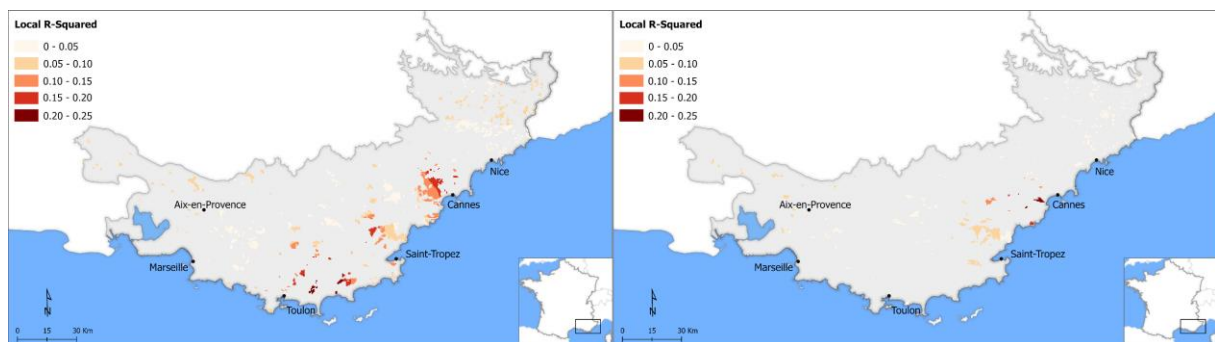 Local R-Squared
0 - 0.05
0.05 - 0.10
0.10 - 0.15
0.15 - 0.20
0.20 - 0.25
Nice
Cannes
Aix-en-Provence
Saint-Tropez
Marseille
Toulon
N
0 15 30 Km
Local R-Squared
0 - 0.05
0.05 - 0.10
0.10 - 0.15
0.15 - 0.20
0.20 - 0.25
Nice
Cannes
Aix-en-Provence
Saint-Tropez
Marseille
Toulon
N
0 15 30 Km